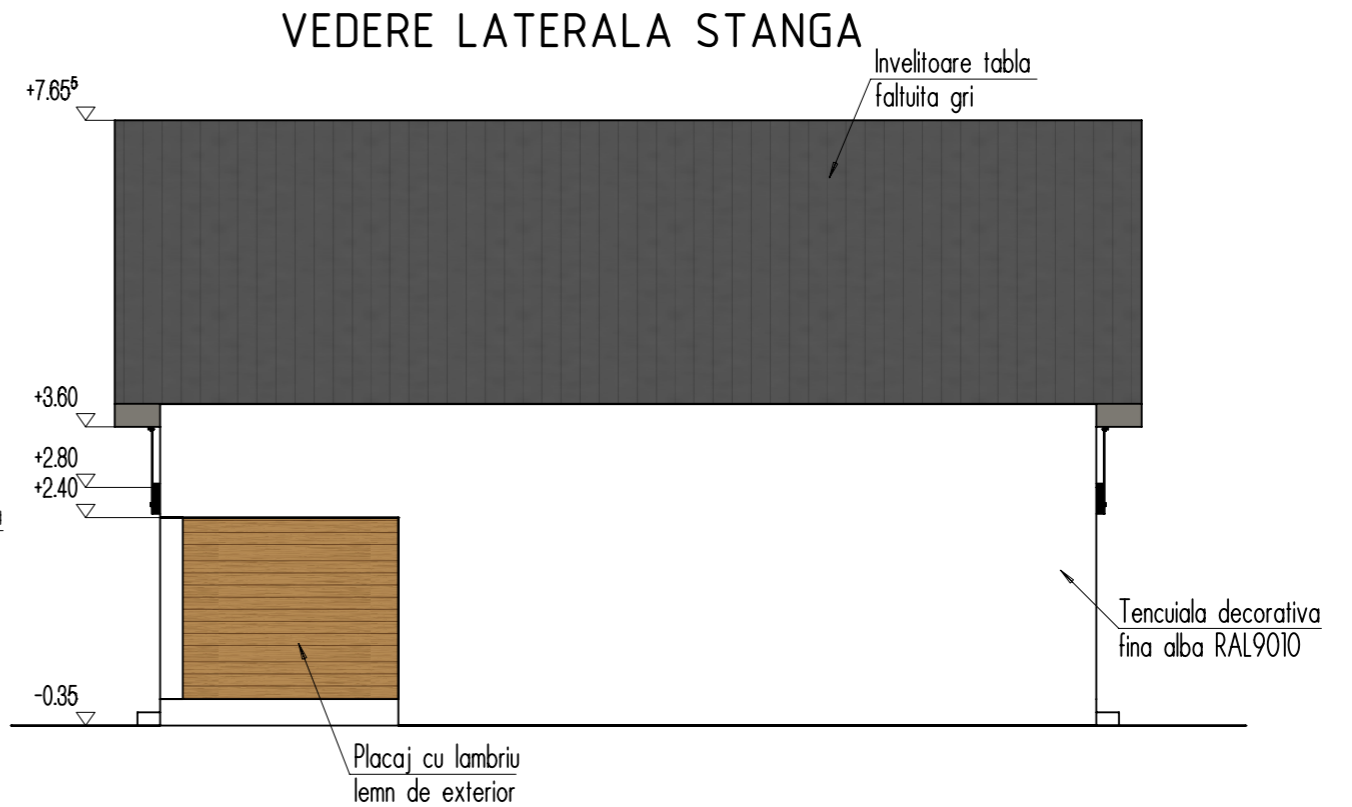 VEDERE LATERALA STANGA
Invelitoare tabla
faltuita gri
+7.65⁵
+3.60
+2.80
+2.40
Tencuiala decorativa
fina alba RAL9010
-0.35
Placaj cu lambriu
lemn de exterior